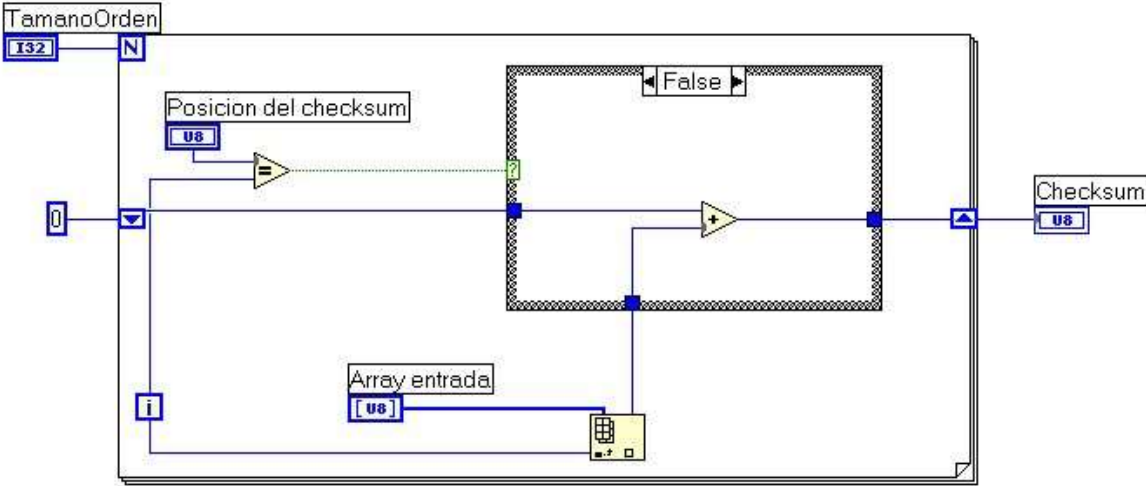 TamanoOrden
I32
N
False
Posicion del checksum
U8
=
?
0
+
Checksum
U8
Array entrada
[U8]
i